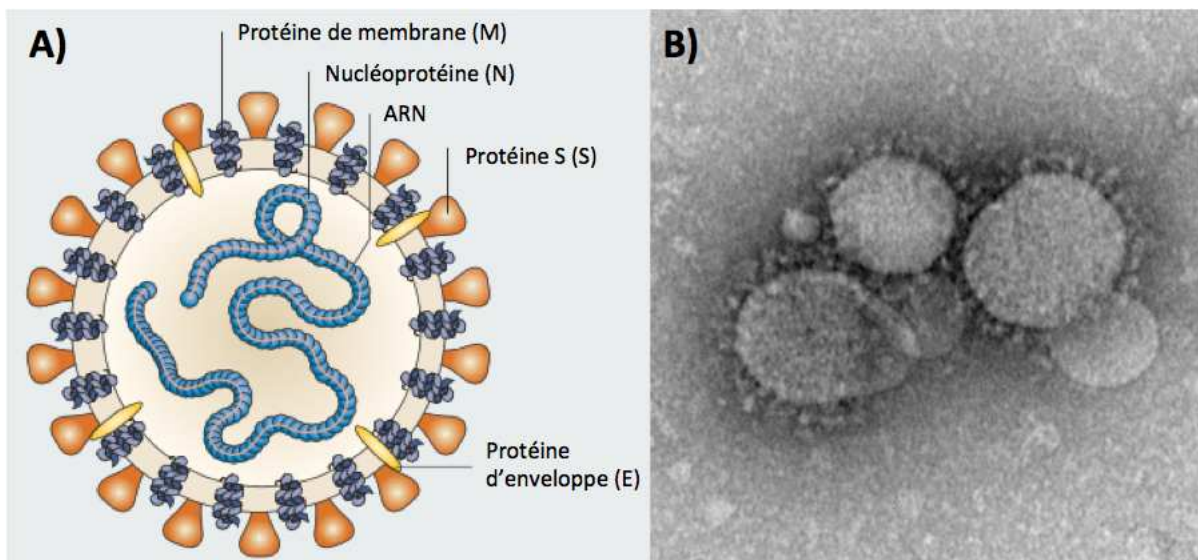 A)
Protéine de membrane (M)
Nucléoprotéine (N)
ARN
Protéine S (S)
Protéine
d'enveloppe (E)
B)